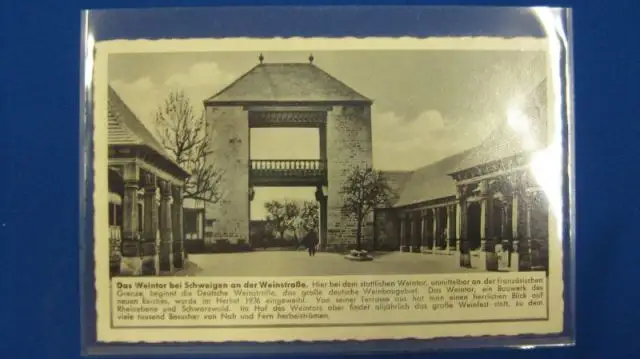 Das Weintor bei Schweigen an der Weinstraße. Hier bei dem stattlichen Weintor, unmittelbar an der französischen
Grenze, beginnt die Deutsche Weinstraße, das große deutsche Weinbaugebiet. Das Weintor, ein Bauwerk des
neuen Reiches, wurde im Herbst 1936 eingeweiht. Von seiner Terrasse aus hat man einen herrlichen Blick auf
Rheinebene und Schwarzwald. Im Hof des Weintors aber findet alljährlich das große Weinfest statt, zu dem
viele tausend Besucher von Nah und Fern herbeiströmen.